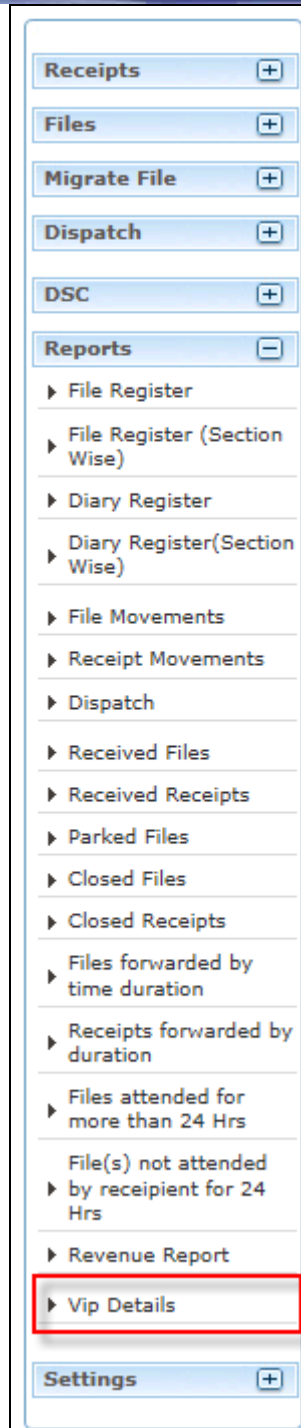 Receipts
Files
Migrate File
Dispatch
DSC
Reports
File Register
File Register (Section
Wise)
Diary Register
Diary Register(Section
Wise)
File Movements
Receipt Movements
Dispatch
Received Files
Received Receipts
Parked Files
Closed Files
Closed Receipts
Files forwarded by
time duration
Receipts forwarded by
duration
Files attended for
more than 24 Hrs
File(s) not attended
by receipient for 24
Hrs
Revenue Report
Vip Details
Settings